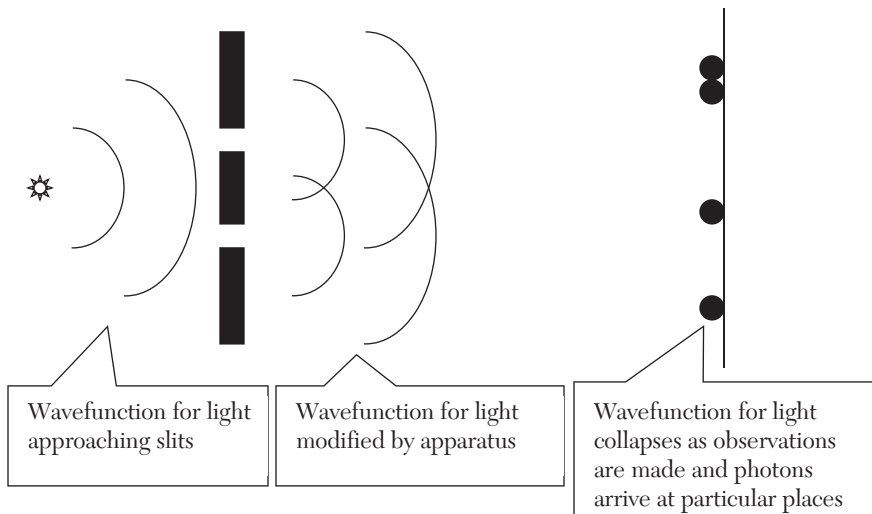 Wavefunction for light
approaching slits
Wavefunction for light
modified by apparatus
Wavefunction for light
collapses as observations
are made and photons
arrive at particular places